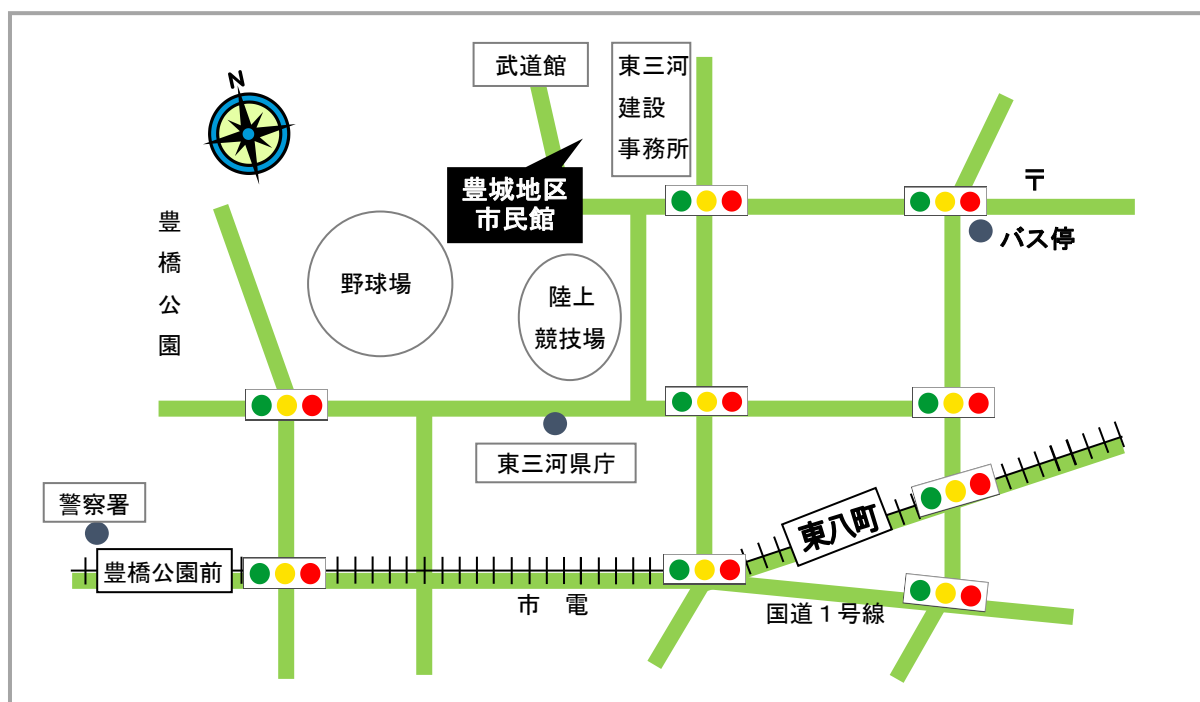 N
武道館
東三河
建設
事務所
豊城地区
市民館
〒
バス停
豊
橋
公
園
野球場
陸上
競技場
東三河県庁
警察署
豊橋公園前
東八町
市 電
国道１号線